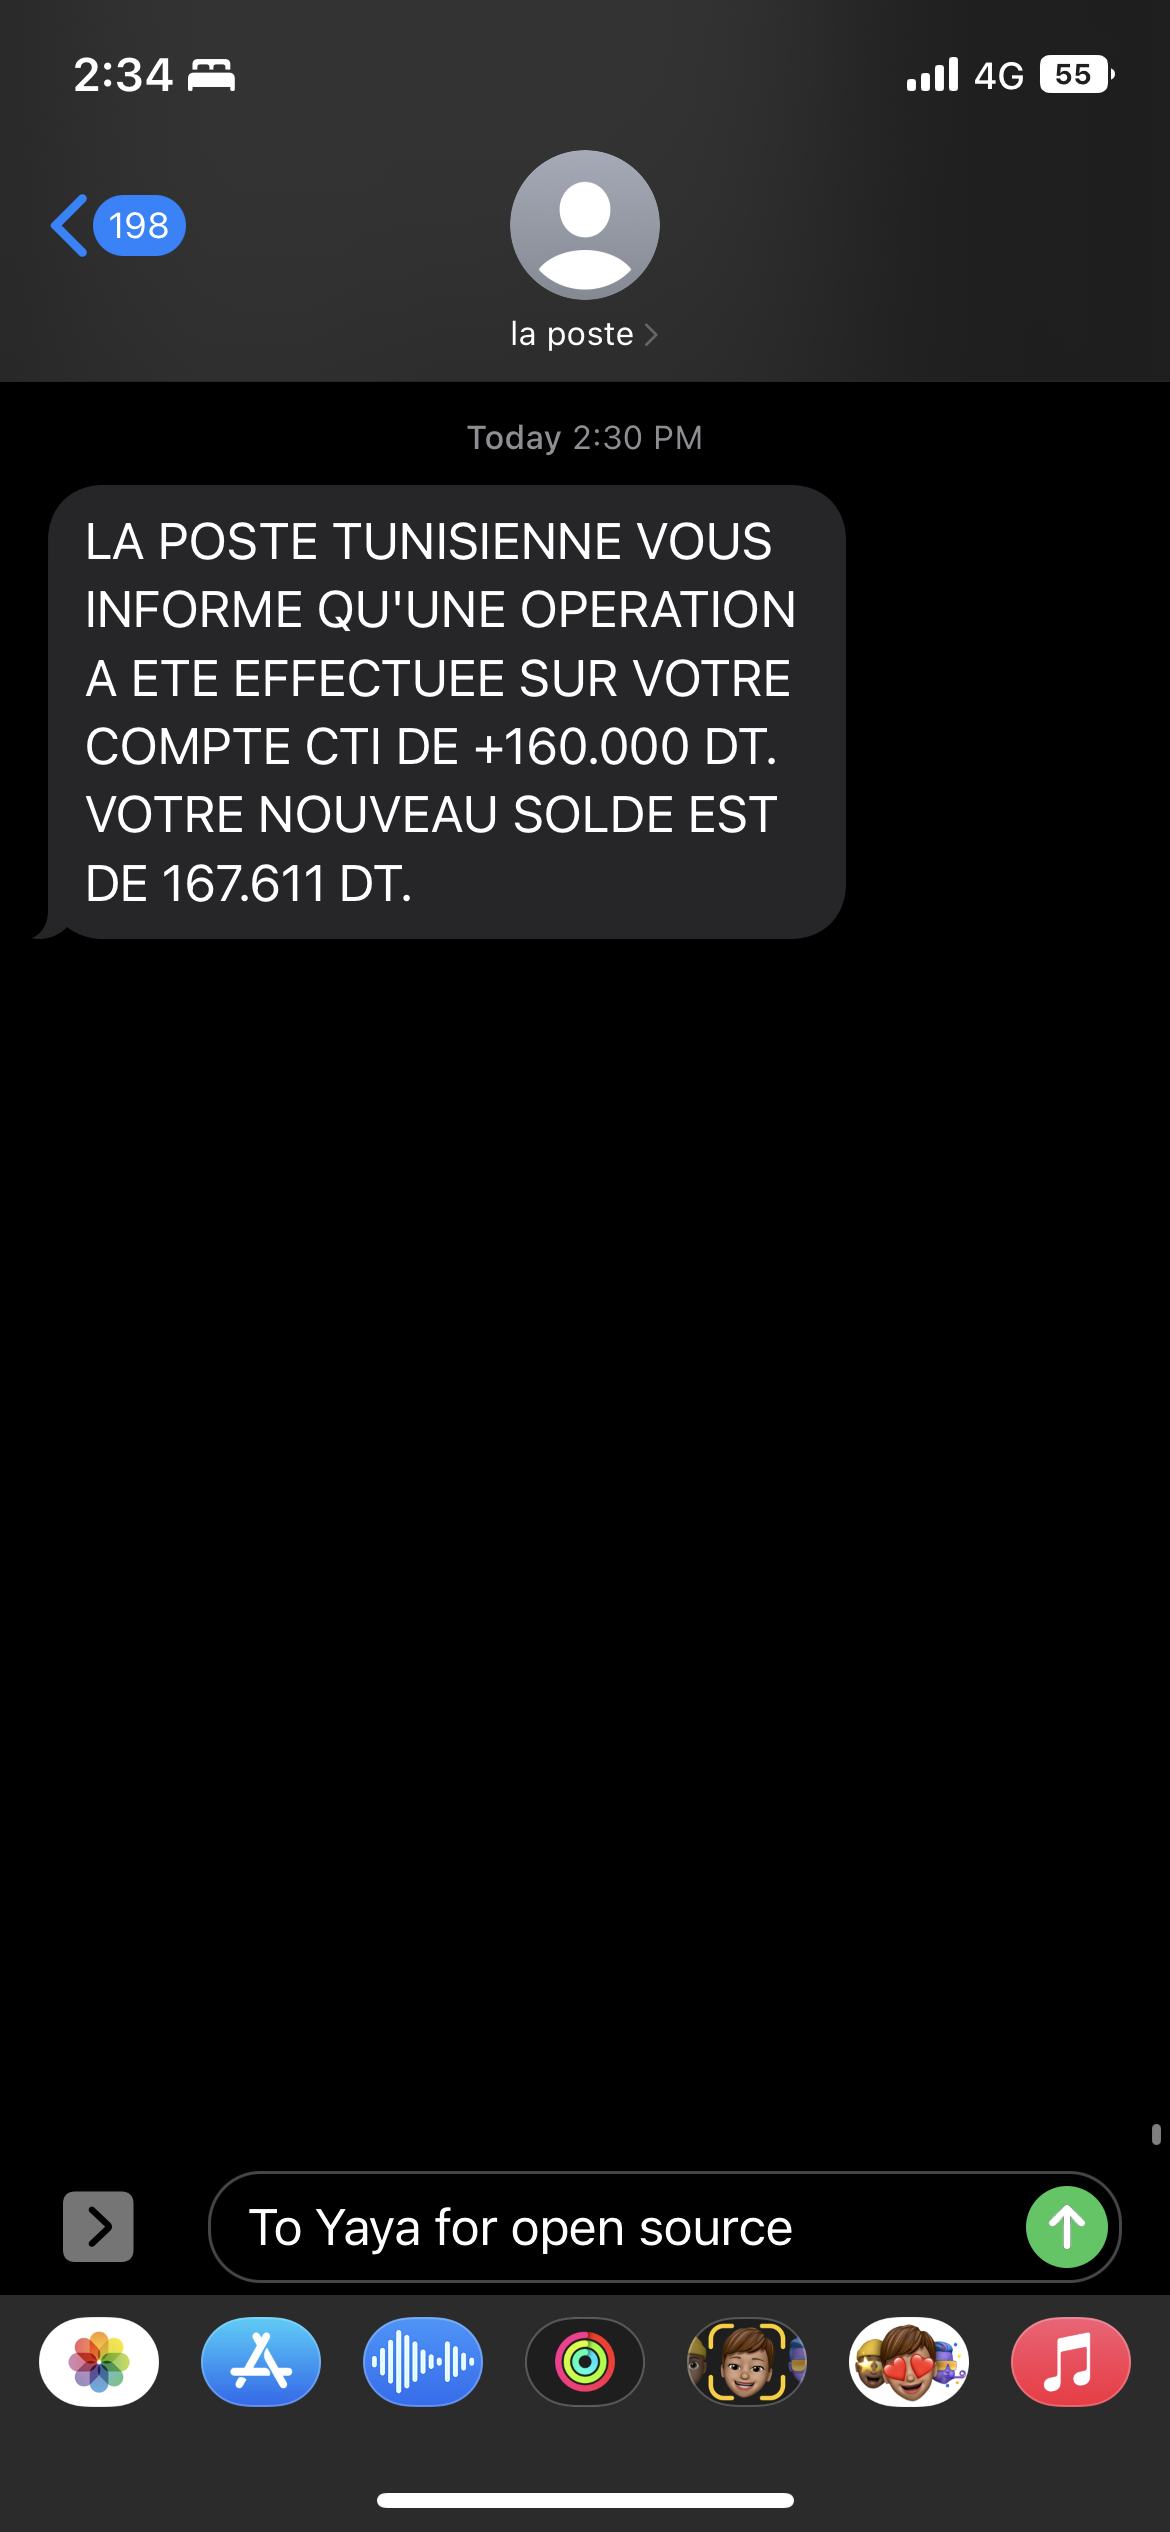 2:34
4G
55
198
la poste
Today 2:30 PM
LA POSTE TUNISIENNE VOUS
INFORME QU'UNE OPERATION
A ETE EFFECTUEE SUR VOTRE
COMPTE CTI DE +160.000 DT.
VOTRE NOUVEAU SOLDE EST
DE 167.611 DT.
To Yaya for open source